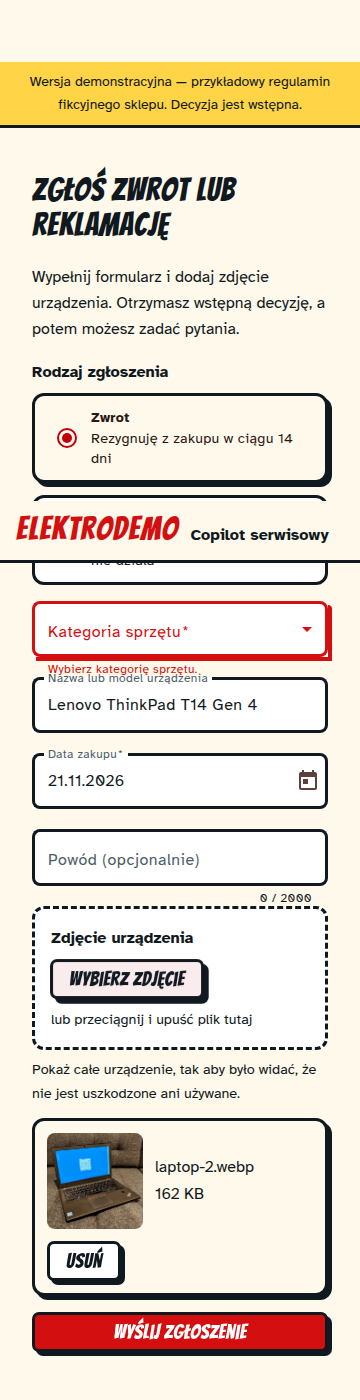 Wersja demonstracyjna — przykładowy regulamin
fikcyjnego sklepu. Decyzja jest wstępna.
ZGŁOŚ ZWROT LUB
REKLAMACJĘ
Wypełnij formularz i dodaj zdjęcie
urządzenia. Otrzymasz wstępną decyzję, a
potem możesz zadać pytania.
Rodzaj zgłoszenia
Zwrot
Rezygnuję z zakupu w ciągu 14
dni
ELEKTRODEMO Copilot serwisowy
nie działa
Kategoria sprzętu*
Wybierz kategorię sprzętu.
Nazwa lub model urządzenia
Lenovo ThinkPad T14 Gen 4
Data zakupu*
21.11.2026
Powód (opcjonalnie)
0 / 2000
Zdjęcie urządzenia
WYBIERZ ZDJĘCIE
lub przeciągnij i upuść plik tutaj
Pokaż całe urządzenie, tak aby było widać, że
nie jest uszkodzone ani używane.
laptop-2.webp
162 KB
USUŃ
WYŚLIJ ZGŁOSZENIE